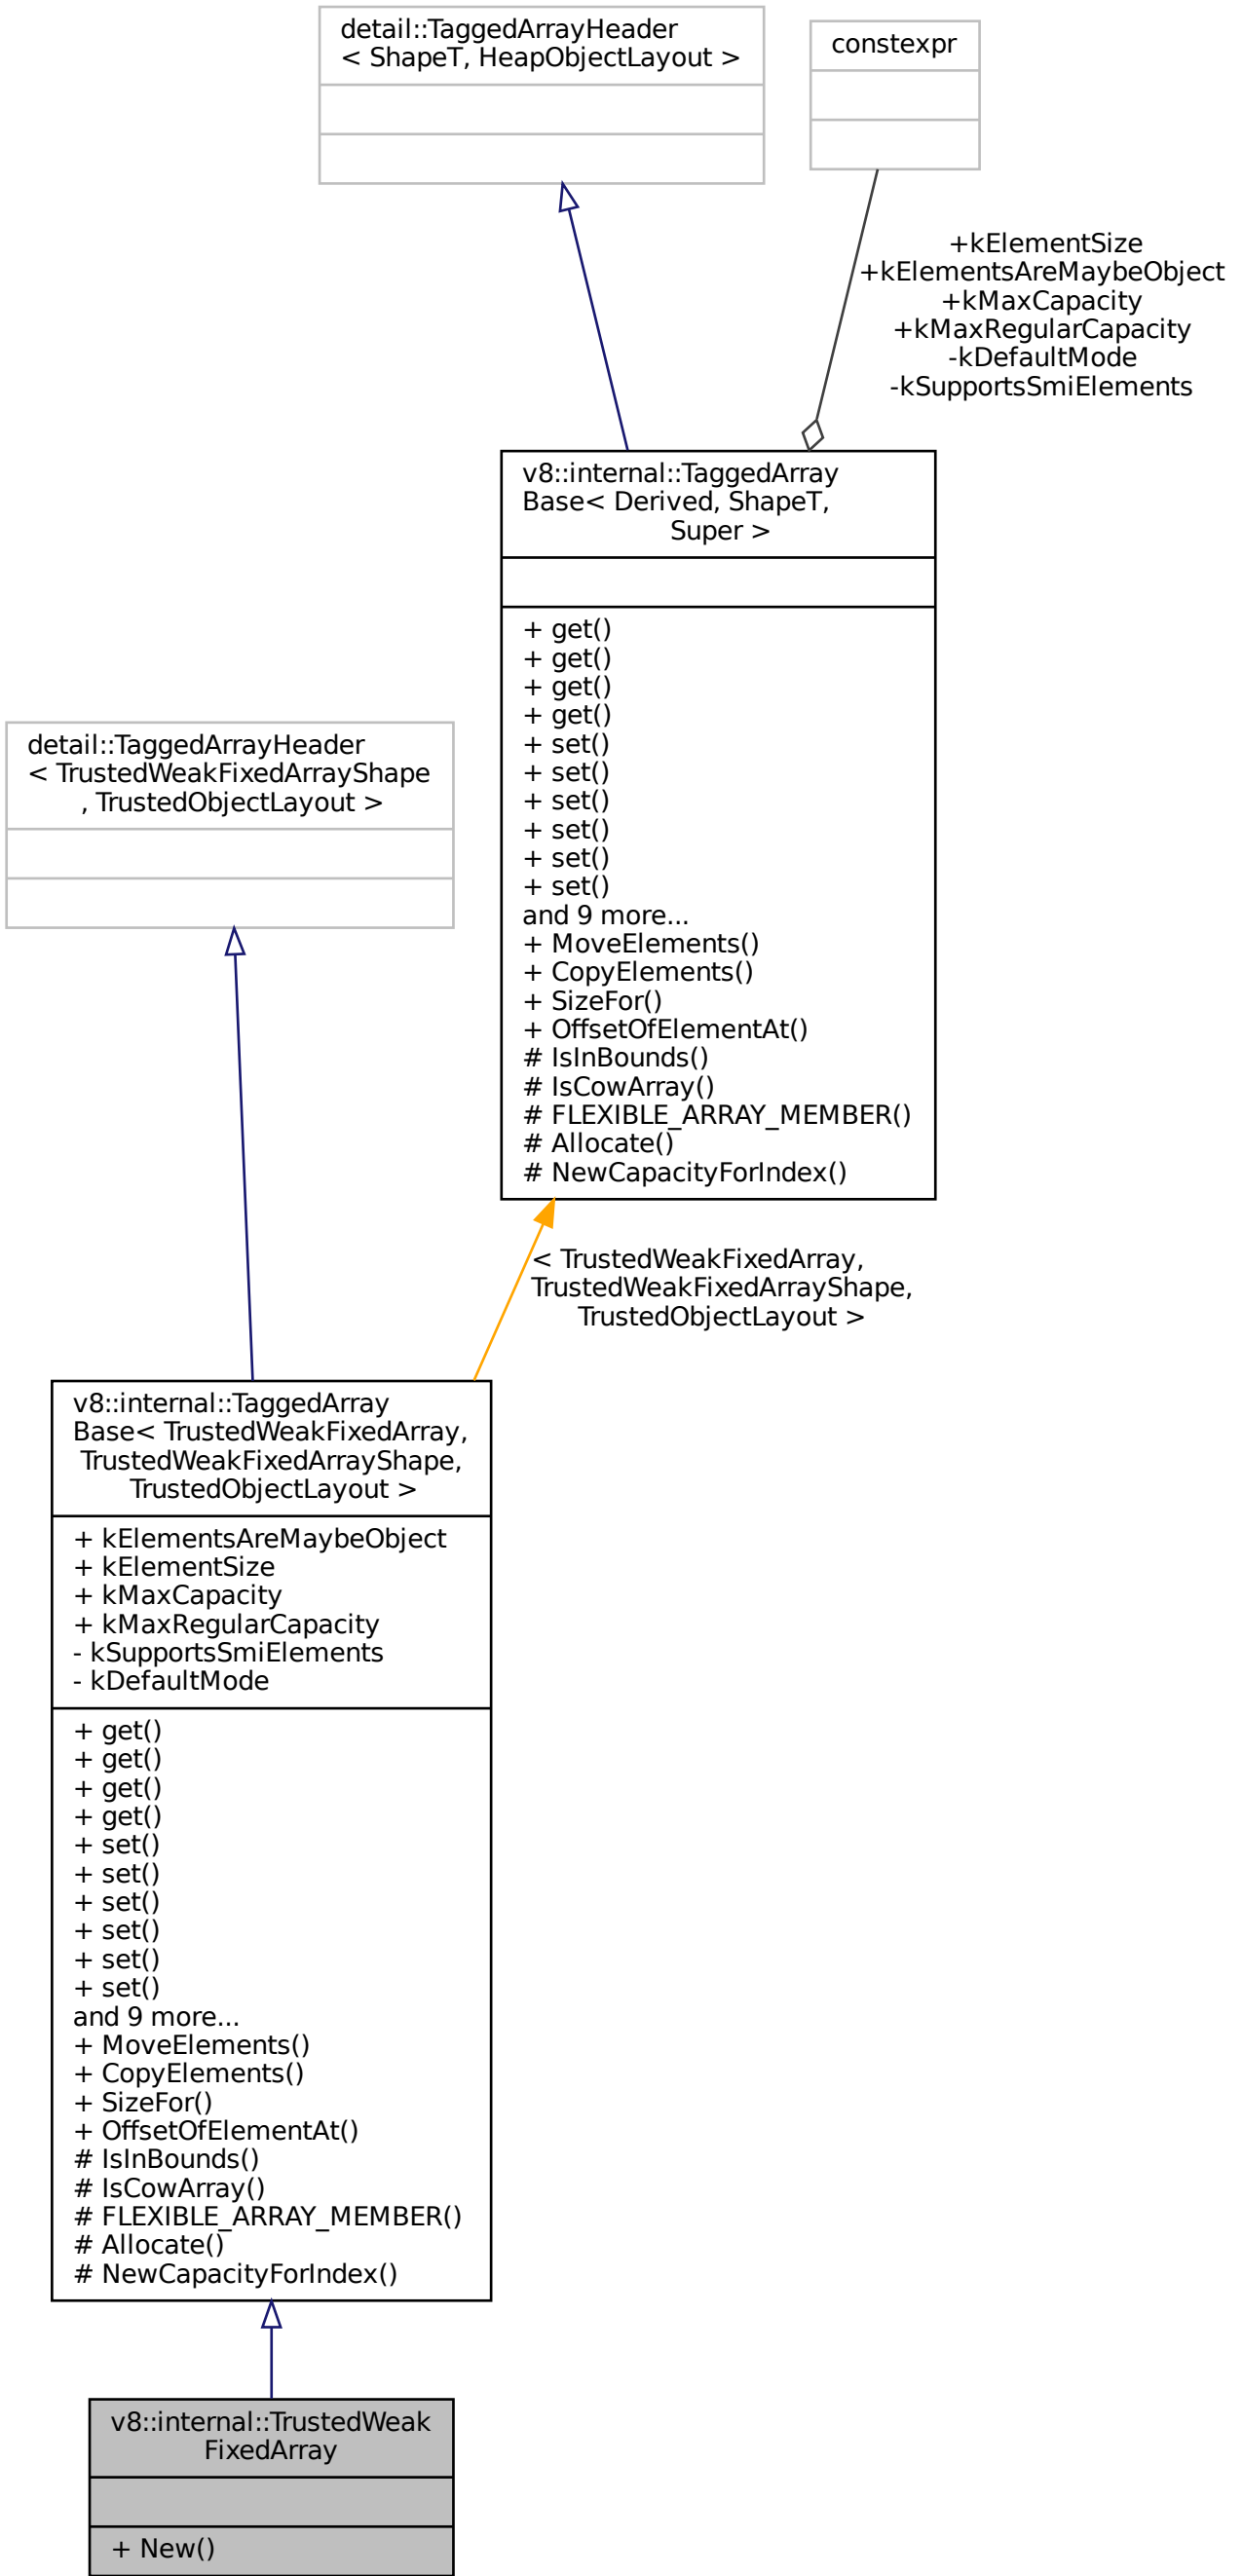 detail::TaggedArrayHeader
< ShapeT, HeapObjectLayout >
constexpr
+kElementSize
+kElementsAreMaybeObject
+kMaxCapacity
+kMaxRegularCapacity
-kDefaultMode
-kSupportsSmiElements
v8::internal::TaggedArray
Base< Derived, ShapeT,
Super >
+ get()
+ get()
+ get()
+ get()
+ set()
+ set()
+ set()
+ set()
+ set()
+ set()
and 9 more...
+ MoveElements()
+ CopyElements()
+ SizeFor()
+ OffsetOfElementAt()
# IsInBounds()
# IsCowArray()
# FLEXIBLE_ARRAY_MEMBER()
# Allocate()
# NewCapacityForIndex()
detail::TaggedArrayHeader
< TrustedWeakFixedArrayShape
, TrustedObjectLayout >
< TrustedWeakFixedArray,
TrustedWeakFixedArrayShape,
TrustedObjectLayout >
v8::internal::TaggedArray
Base< TrustedWeakFixedArray,
TrustedWeakFixedArrayShape,
TrustedObjectLayout >
+ kElementsAreMaybeObject
+ kElementSize
+ kMaxCapacity
+ kMaxRegularCapacity
- kSupportsSmiElements
- kDefaultMode
+ get()
+ get()
+ get()
+ get()
+ set()
+ set()
+ set()
+ set()
+ set()
+ set()
and 9 more...
+ MoveElements()
+ CopyElements()
+ SizeFor()
+ OffsetOfElementAt()
# IsInBounds()
# IsCowArray()
# FLEXIBLE_ARRAY_MEMBER()
# Allocate()
# NewCapacityForIndex()
v8::internal::TrustedWeak
FixedArray
+ New()